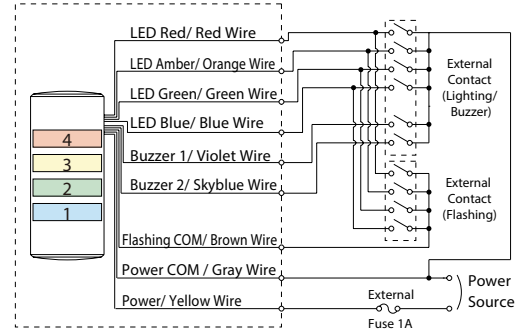 LED Red/ Red Wire
LED Amber/ Orange Wire
LED Green/ Green Wire
LED Blue/ Blue Wire
Buzzer 1/ Violet Wire
Buzzer 2/ Skyblue Wire
Flashing COM/ Brown Wire
Power COM / Gray Wire
Power/ Yellow Wire
4
3
2
1
External
Contact
(Lighting/
Buzzer)
External
Contact
(Flashing)
Power
Source
External
Fuse 1A